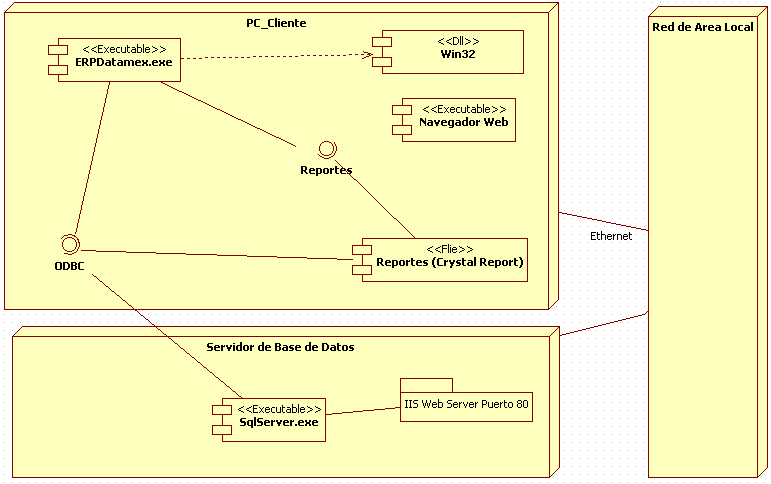 PC_Cliente
<<Executable>>
ERPDatamex.exe
<<Dll>>
Win32
<<Executable>>
Navegador Web
Reportes
ODBC
<<Flie>>
Reportes (Crystal Report)
Red de Area Local
Ethernet
Servidor de Base de Datos
<<Executable>>
SqlServer.exe
IIS Web Server Puerto 80